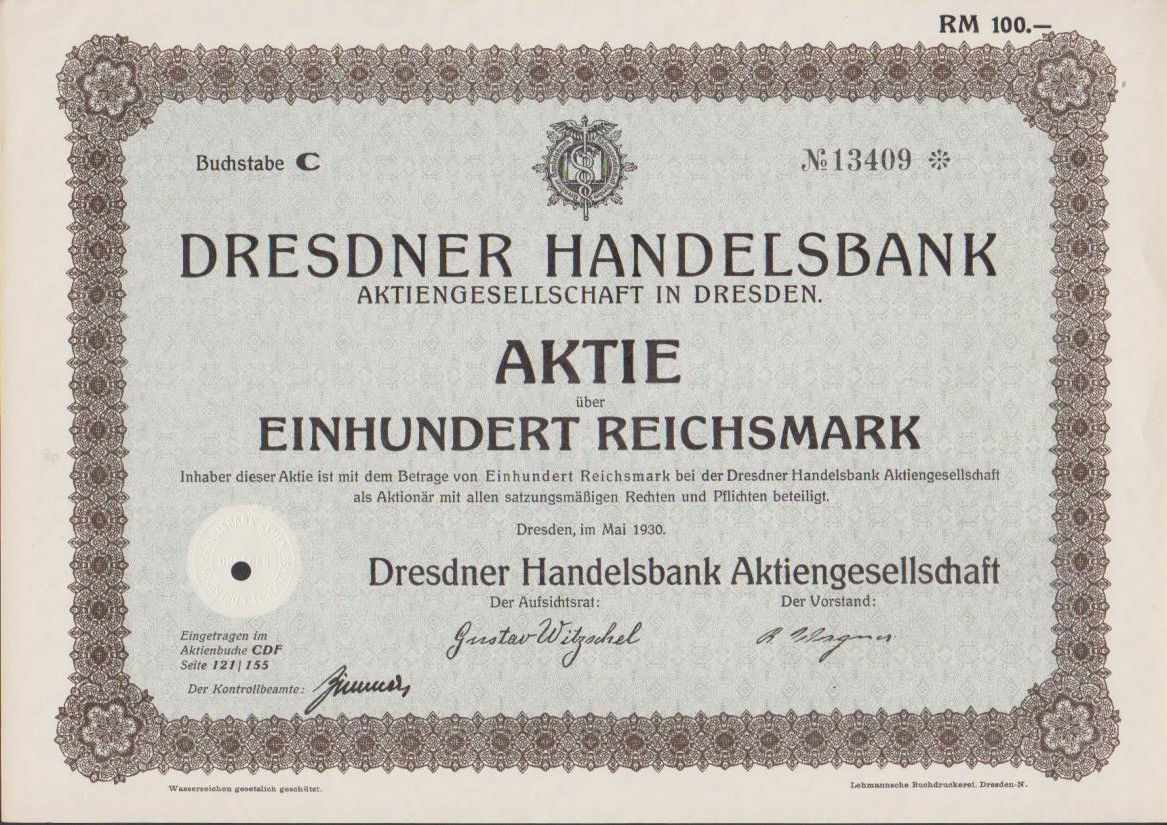 RM 100.—
Buchstabe C
№ 13409 ✻
DRESDNER HANDELSBANK
AKTIENGESELLSCHAFT IN DRESDEN.
AKTIE
über
EINHUNDERT REICHSMARK
Inhaber dieser Aktie ist mit dem Betrage von Einhundert Reichsmark bei der Dresdner Handelsbank Aktiengesellschaft
als Aktionär mit allen satzungsmäßigen Rechten und Pflichten beteiligt.
Dresden, im Mai 1930.
Dresdner Handelsbank Aktiengesellschaft
Der Aufsichtsrat: Der Vorstand:
Gustav Witzschel R Wagner
Eingetragen im
Aktienbuche CDF
Seite 121 | 155
Der Kontrollbeamte:
Wasserzeichen gesetzlich geschützt. Lehmannsche Buchdruckerei, Dresden-N.